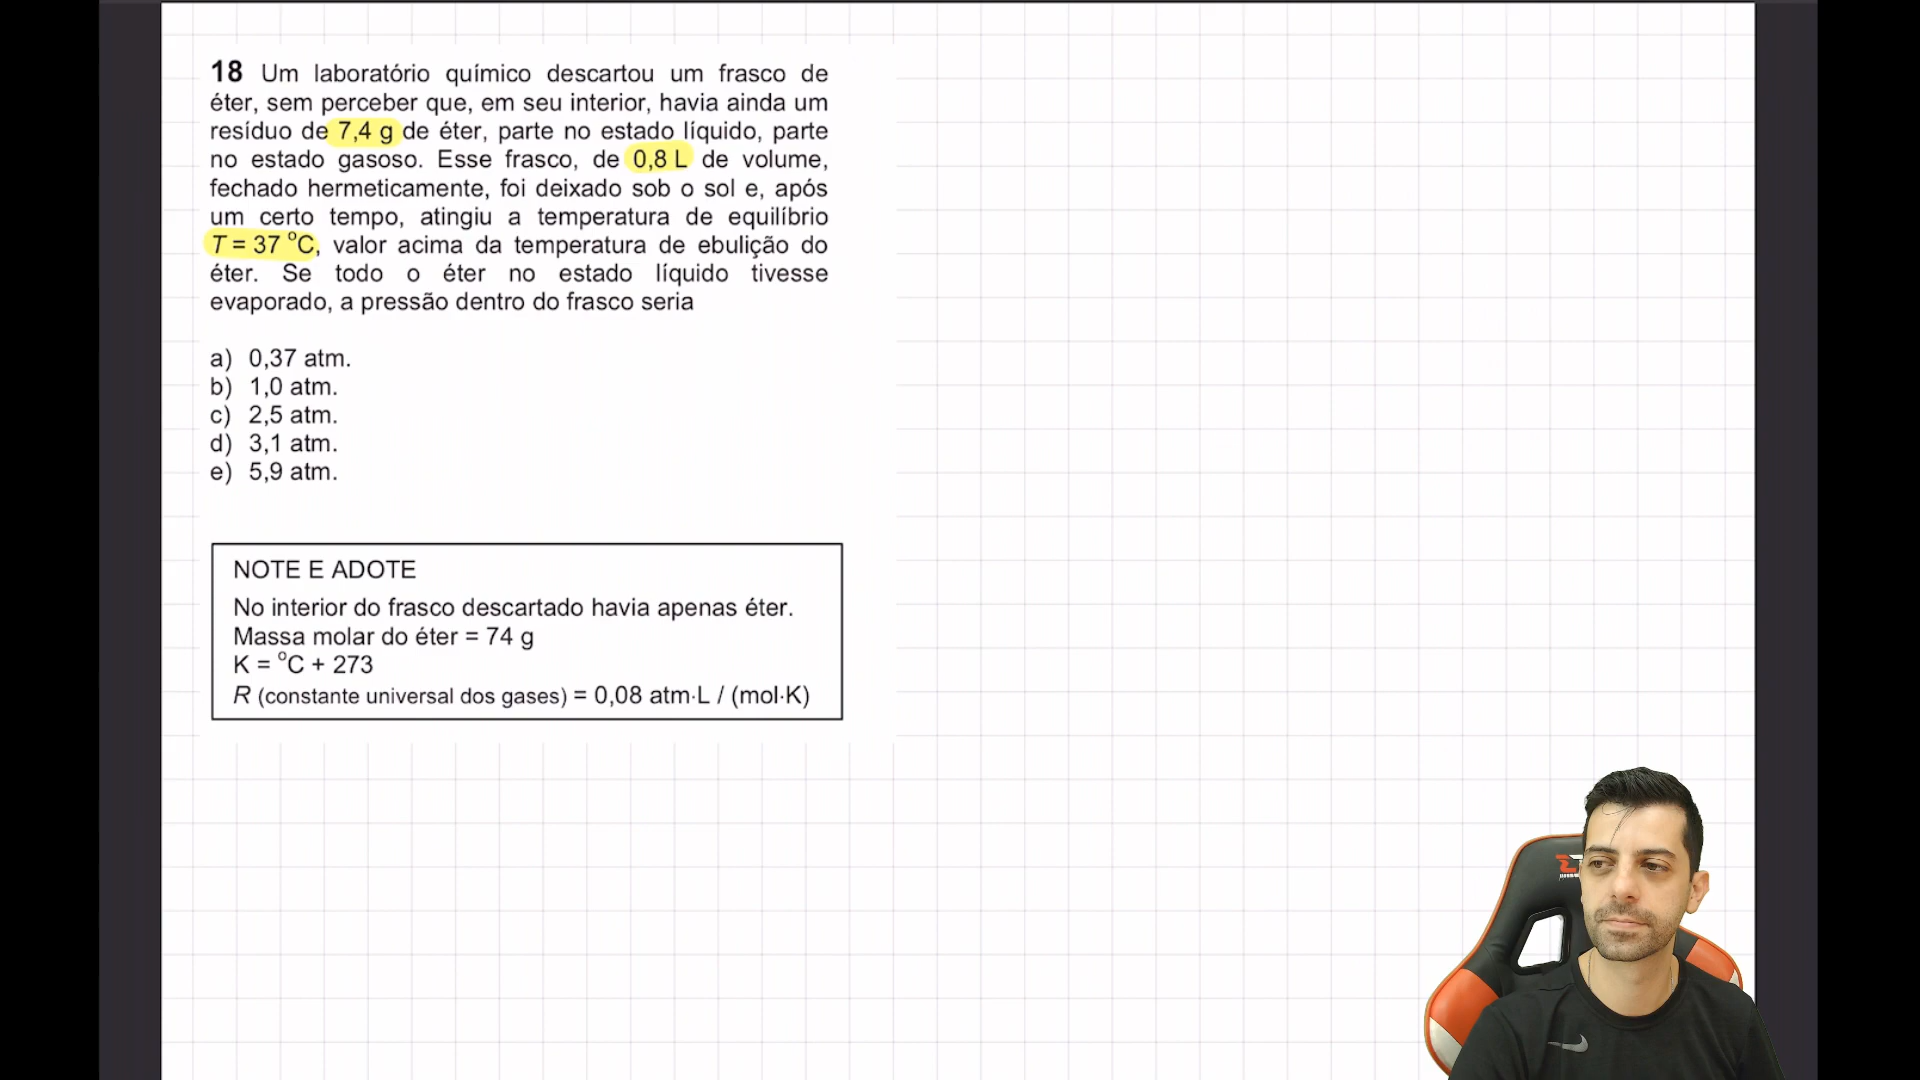 18 Um laboratório químico descartou um frasco de
éter, sem perceber que, em seu interior, havia ainda um
resíduo de 7,4 g de éter, parte no estado líquido, parte
no estado gasoso. Esse frasco, de 0,8 L de volume,
fechado hermeticamente, foi deixado sob o sol e, após
um certo tempo, atingiu a temperatura de equilíbrio
T = 37 ºC, valor acima da temperatura de ebulição do
éter. Se todo o éter no estado líquido tivesse
evaporado, a pressão dentro do frasco seria
a) 0,37 atm.
b) 1,0 atm.
c) 2,5 atm.
d) 3,1 atm.
e) 5,9 atm.
NOTE E ADOTE
No interior do frasco descartado havia apenas éter.
Massa molar do éter = 74 g
K = ºC + 273
R (constante universal dos gases) = 0,08 atm·L / (mol·K)